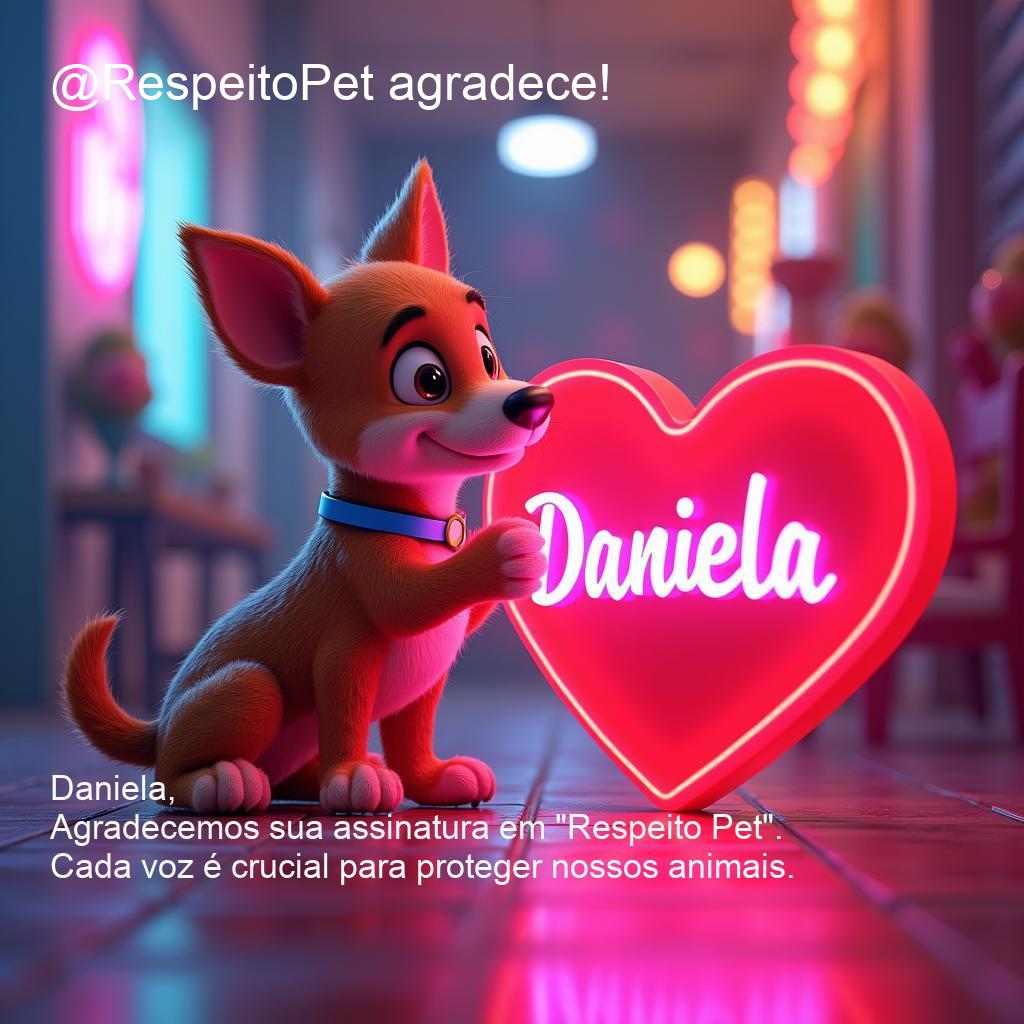 @RespeitoPet agradece!
Daniela
Daniela,
Agradecemos sua assinatura em "Respeito Pet".
Cada voz é crucial para proteger nossos animais.